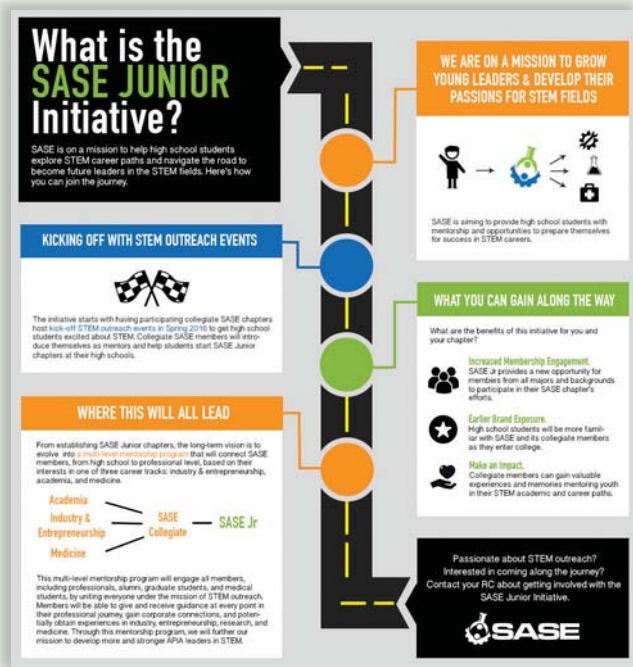 What is the
SASE JUNIOR
Initiative?
SASE is on a mission to help high school students
explore STEM career paths and navigate the road to
become future leaders in the STEM fields. Here's how
you can join the journey.
WE ARE ON A MISSION TO GROW
YOUNG LEADERS & DEVELOP THEIR
PASSIONS FOR STEM FIELDS
SASE is aiming to provide high school students with
mentorship and opportunities to prepare themselves
for success in STEM careers.
KICKING OFF WITH STEM OUTREACH EVENTS
The initiative starts with having participating collegiate SASE chapters
host kick-off STEM outreach events in Spring 2016 to get high school
students excited about STEM. Collegiate SASE members will intro-
duce themselves as mentors and help students start SASE Junior
chapters at their high schools.
WHAT YOU CAN GAIN ALONG THE WAY
What are the benefits of this initiative for you and
your chapter?
Increased Membership Engagement.
SASE Jr provides a new opportunity for
members from all majors and backgrounds
to participate in their SASE chapter's
efforts.
Earlier Brand Exposure.
High school students will be more famil-
iar with SASE and its collegiate members
as they enter college.
Make an Impact.
Collegiate members can gain valuable
experiences and memories mentoring youth
in their STEM academic and career paths.
WHERE THIS WILL ALL LEAD
From establishing SASE Junior chapters, the long-term vision is to
evolve into a multi-level mentorship program that will connect SASE
members, from high school to professional level, based on their
interests in one of three career tracks: industry & entrepreneurship,
academia, and medicine.
Academia
Industry &
Entrepreneurship
Medicine
SASE
Collegiate
SASE Jr
This multi-level mentorship program will engage all members,
including professionals, alumni, graduate students, and medical
students, by uniting everyone under the mission of STEM outreach.
Members will be able to give and receive guidance at every point in
their professional journey, gain corporate connections, and poten-
tially obtain experiences in industry, entrepreneurship, research, and
medicine. Through this mentorship program, we will further our
mission to develop more and stronger APIA leaders in STEM.
Passionate about STEM outreach?
Interested in coming along the journey?
Contact your RC about getting involved with the
SASE Junior Initiative.
SASE